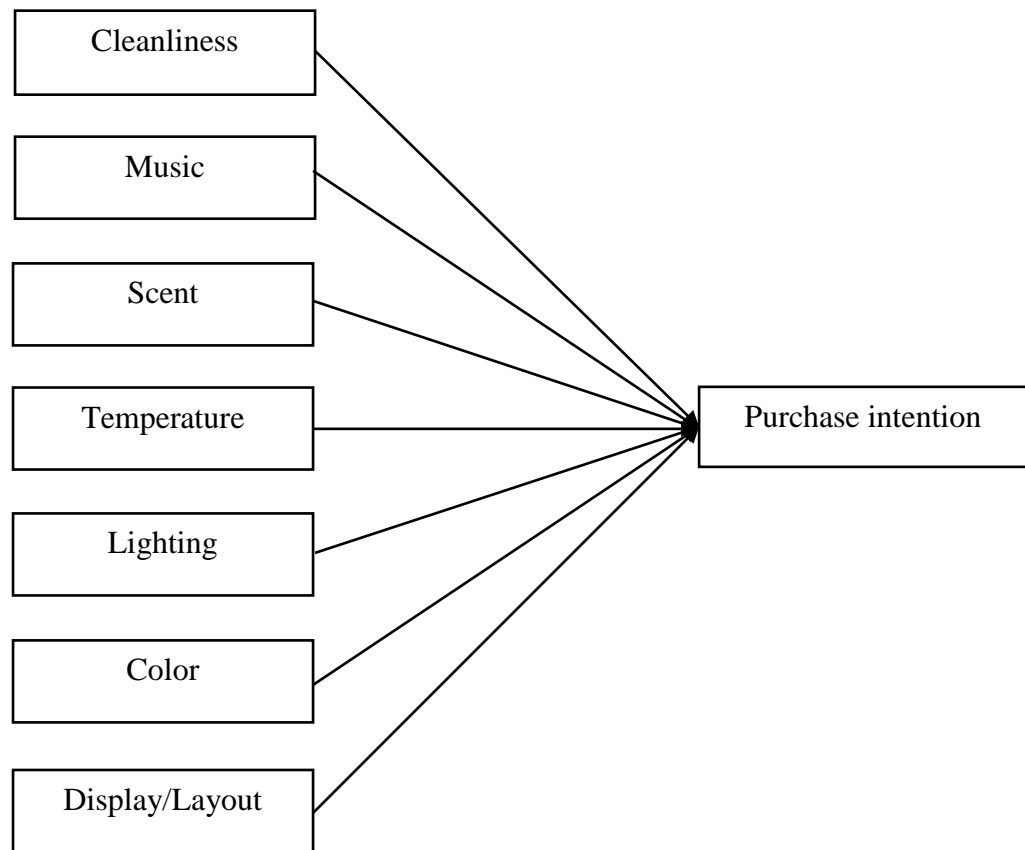 Cleanliness
Music
Scent
Temperature
Purchase intention
Lighting
Color
Display/Layout